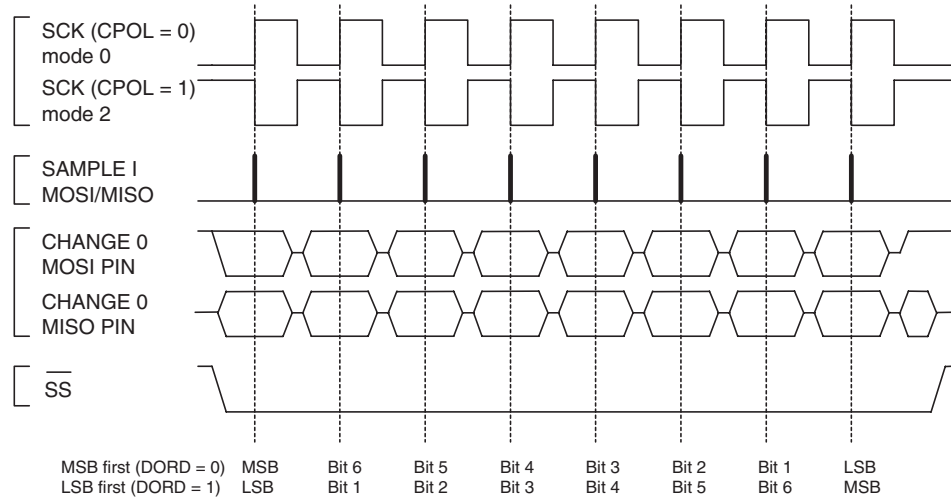 SCK (CPOL = 0)
mode 0
SCK (CPOL = 1)
mode 2
SAMPLE I
MOSI/MISO
CHANGE 0
MOSI PIN
CHANGE 0
MISO PIN
SS
MSB first (DORD = 0) MSB Bit 6 Bit 5 Bit 4 Bit 3 Bit 2 Bit 1 LSB
LSB first (DORD = 1) LSB Bit 1 Bit 2 Bit 3 Bit 4 Bit 5 Bit 6 MSB